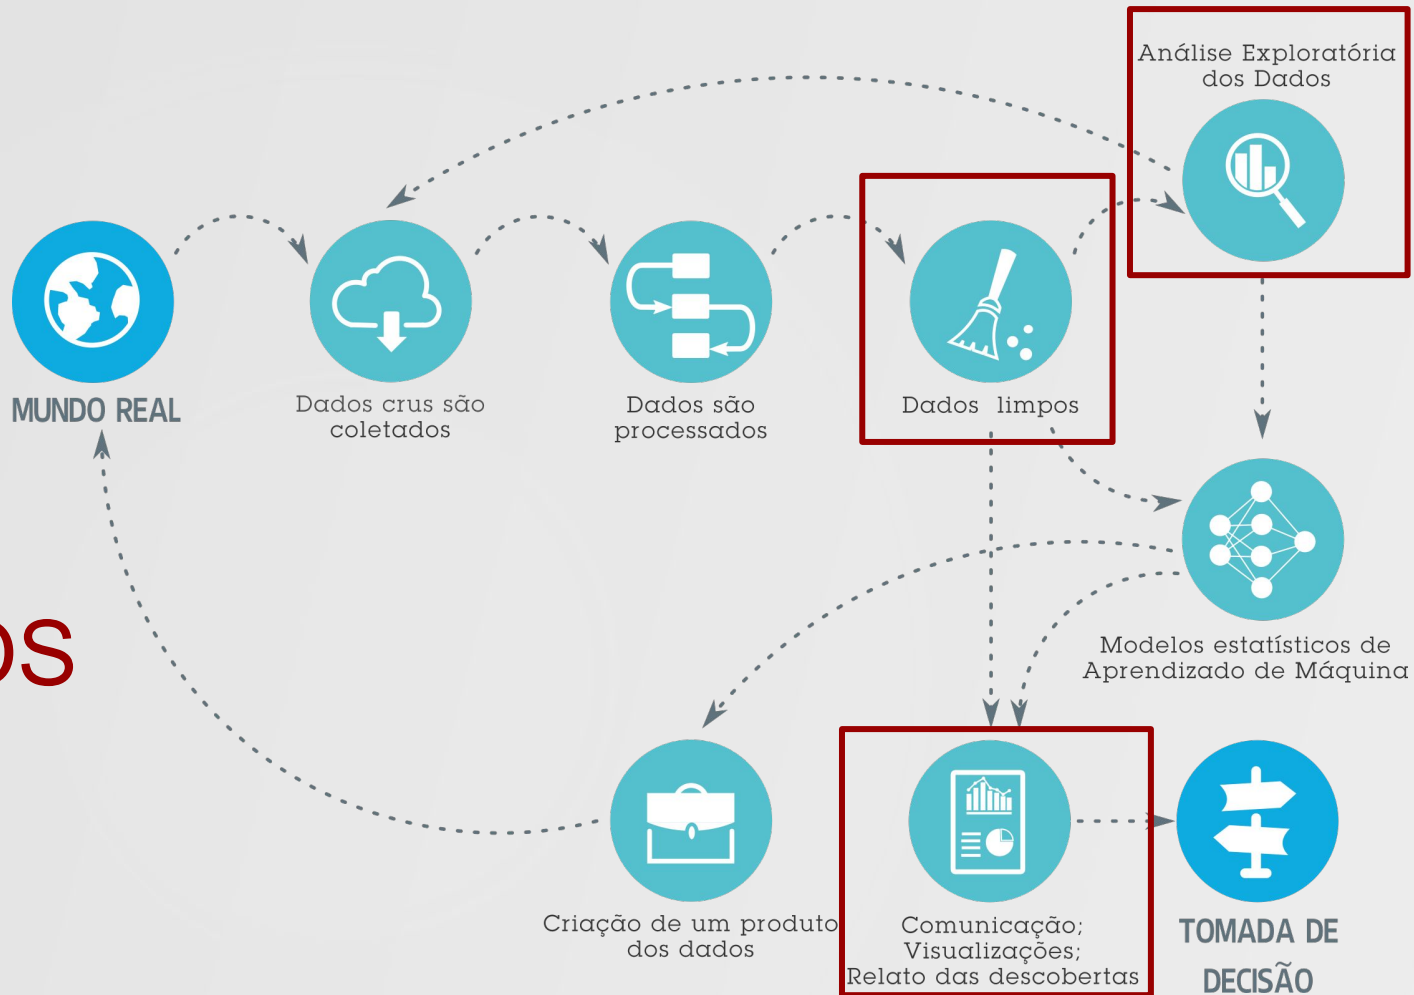 Análise Exploratória
dos Dados
MUNDO REAL
Dados crus são
coletados
Dados são
processados
Dados limpos
OS
Modelos estatísticos de
Aprendizado de Máquina
Criação de um produto
dos dados
Comunicação;
Visualizações;
Relato das descobertas
TOMADA DE
DECISÃO